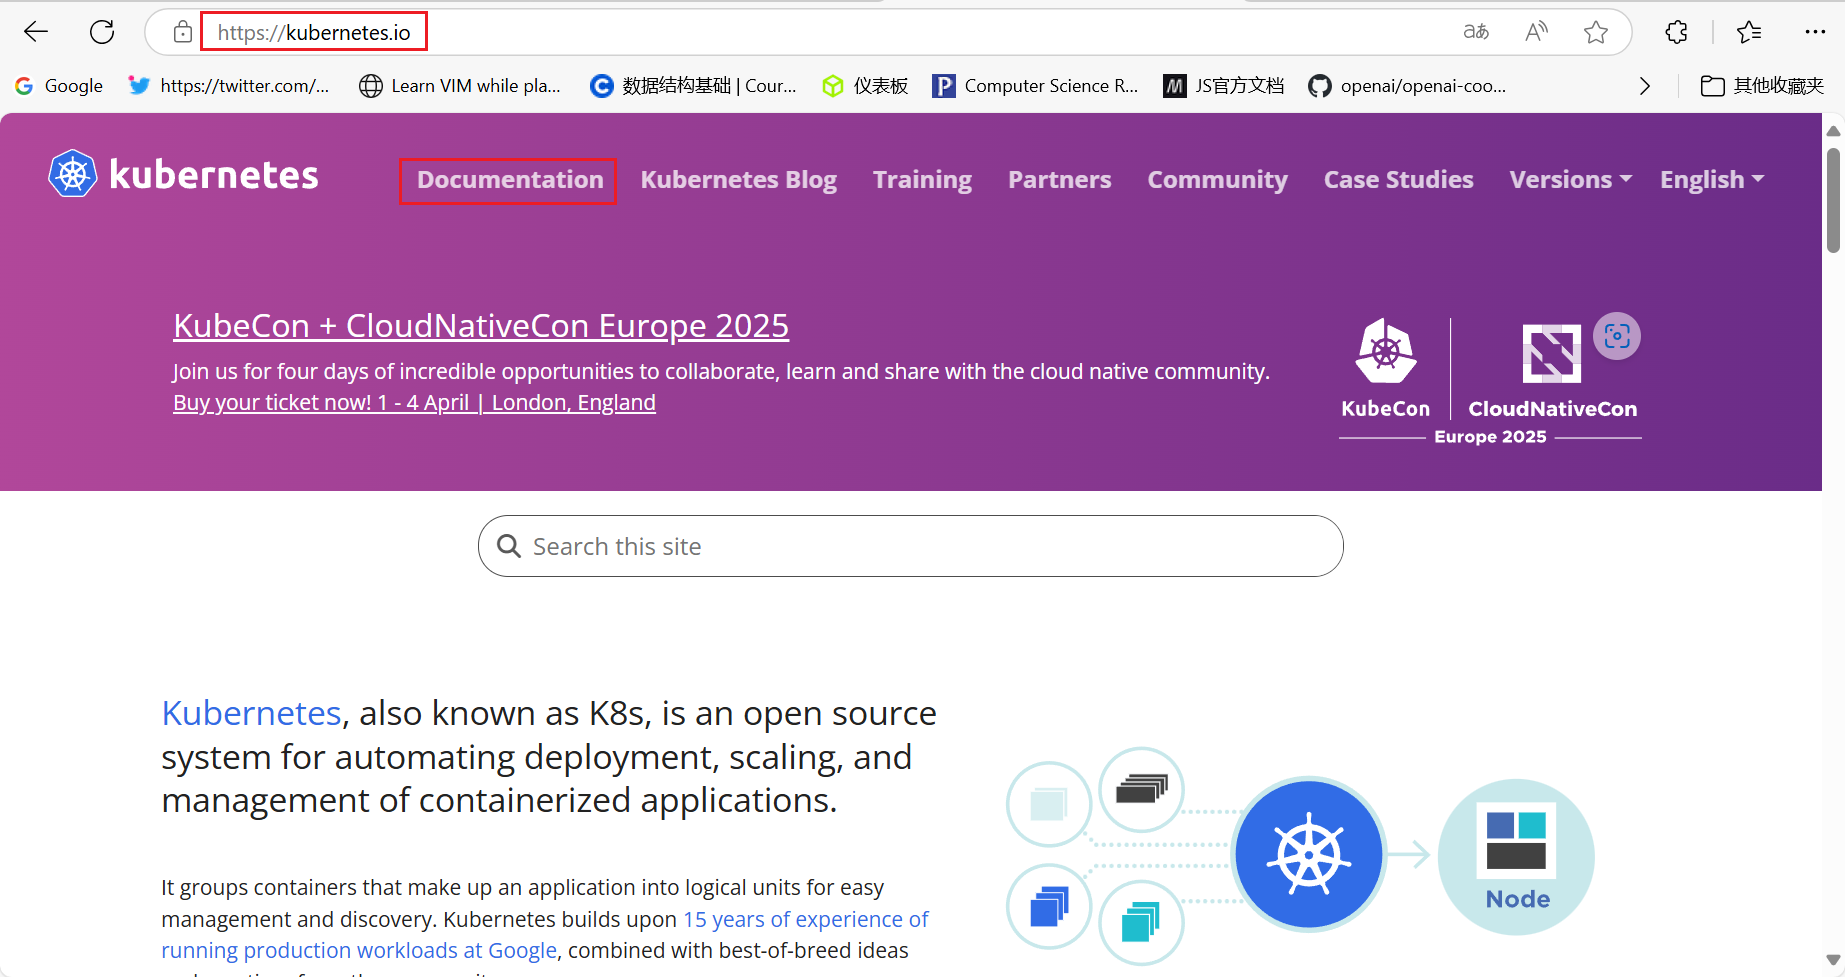 https://kubernetes.io
Google https://twitter.com/... Learn VIM while pla... 数据结构基础 | Cour... 仪表板 Computer Science R... JS官方文档 openai/openai-coo... 其他收藏夹
kubernetes Documentation Kubernetes Blog Training Partners Community Case Studies Versions English
KubeCon + CloudNativeCon Europe 2025
Join us for four days of incredible opportunities to collaborate, learn and share with the cloud native community.
Buy your ticket now! 1 - 4 April | London, England
KubeCon CloudNativeCon
Europe 2025
Search this site
Kubernetes, also known as K8s, is an open source
system for automating deployment, scaling, and
management of containerized applications.
It groups containers that make up an application into logical units for easy
management and discovery. Kubernetes builds upon 15 years of experience of
running production workloads at Google, combined with best-of-breed ideas
Node